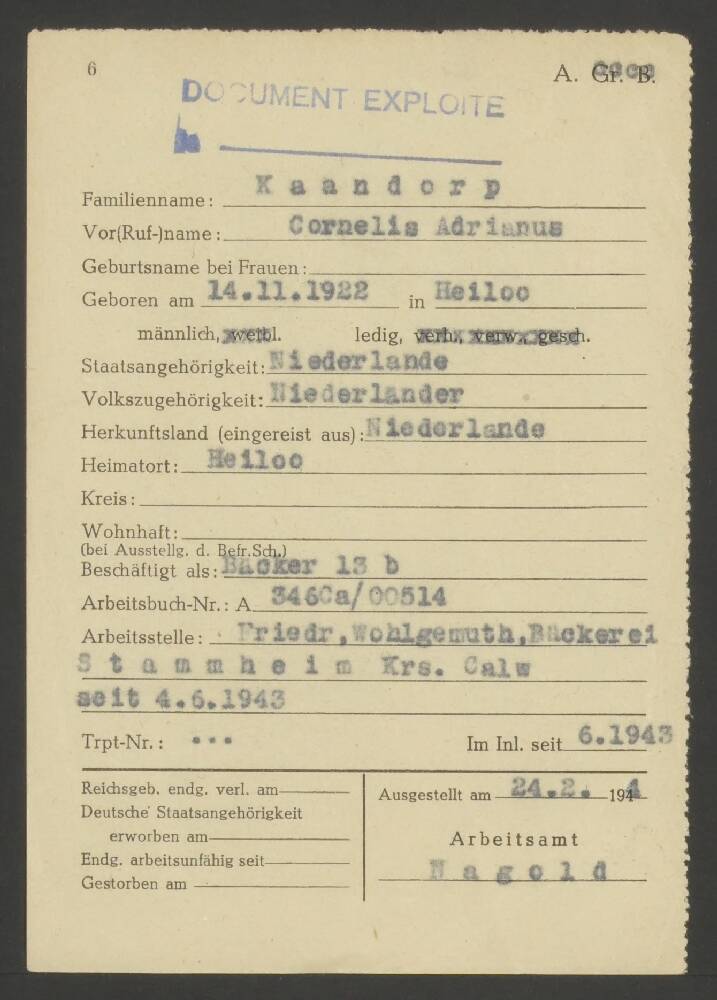 6
A. Gr. B.
DOCUMENT EXPLOITE
Familienname: Kaandorp
Vor(Ruf-)name: Cornelis Adrianus
Geburtsname bei Frauen:
Geboren am 14.11.1922 in Heiloo
männlich, weibl. ledig, verh., verw., gesch.
Staatsangehörigkeit: Niederlande
Volkszugehörigkeit: Niederländer
Herkunftsland (eingereist aus): Niederlande
Heimatort: Heiloo
Kreis:
Wohnhaft:
(bei Ausstellg. d. Befr.Sch.)
Beschäftigt als: Bäcker 13 b
Arbeitsbuch-Nr.: A 346Ca/00514
Arbeitsstelle: Friedr. Wohlgemuth, Bäckerei
Stammheim Krs. Calw
seit 4.6.1943
Trpt-Nr.: ... Im Inl. seit 6.1943
Reichsgeb. endg. verl. am
Deutsche Staatsangehörigkeit
erworben am
Endg. arbeitsunfähig seit
Gestorben am
Ausgestellt am 24.2. 1944
Arbeitsamt
Nagold